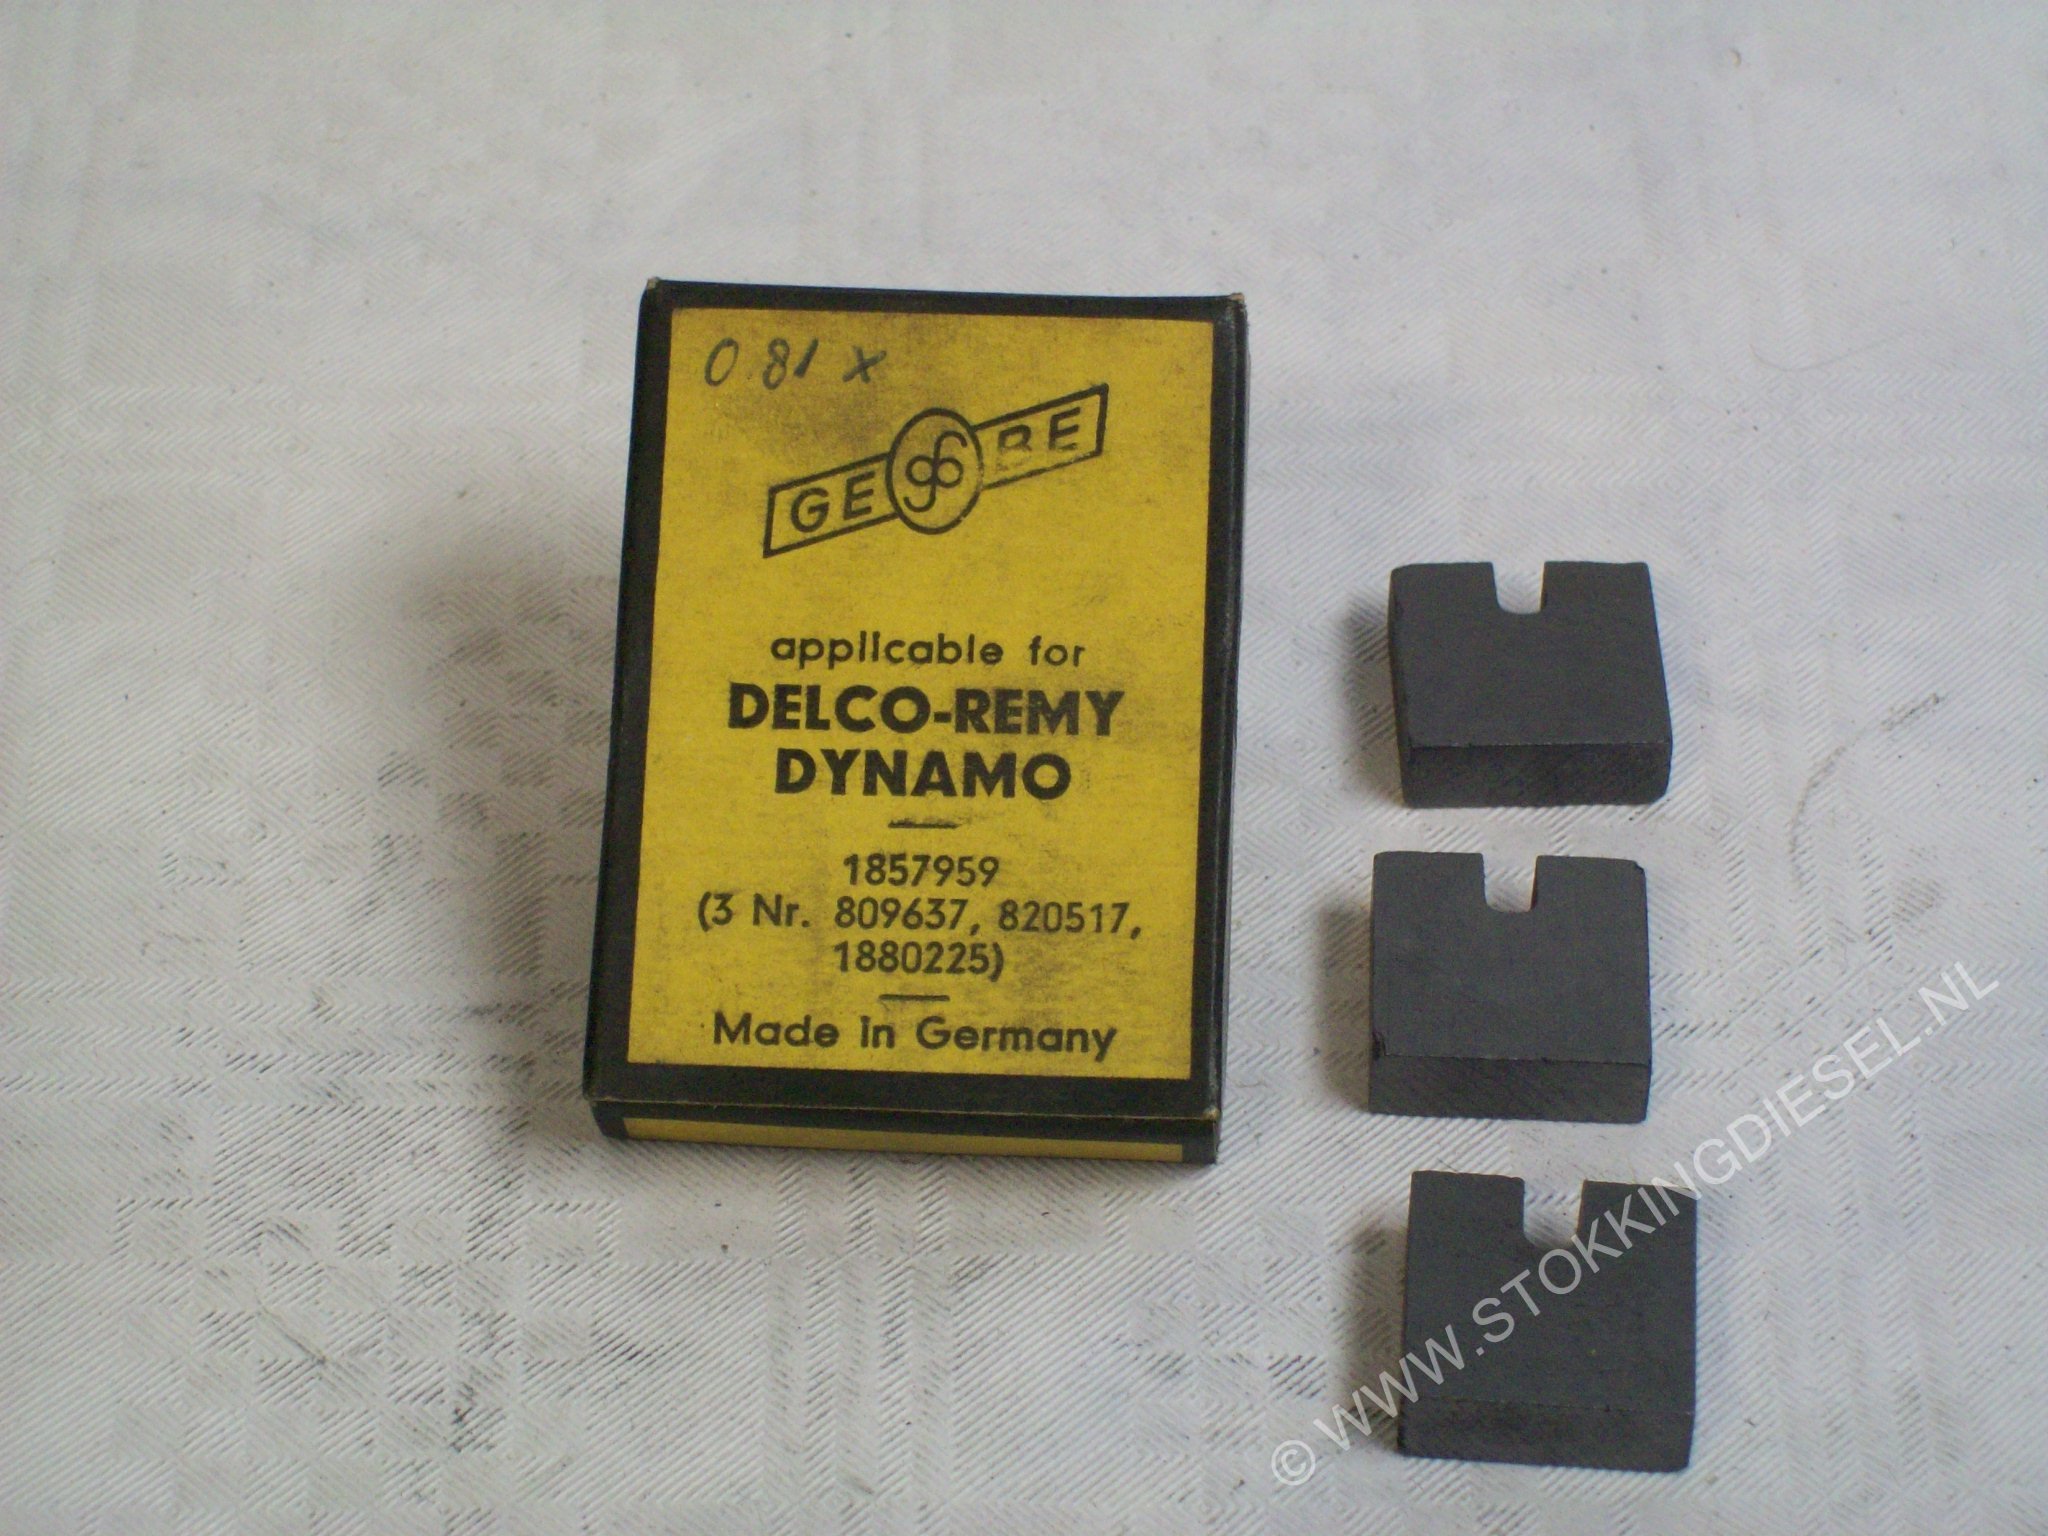 0 81 x
GE gb BE
applicable for
DELCO-REMY
DYNAMO
1857959
(3 Nr. 809637, 820517,
1880225)
Made in Germany
© WWW.STOKKINGDIESEL.NL